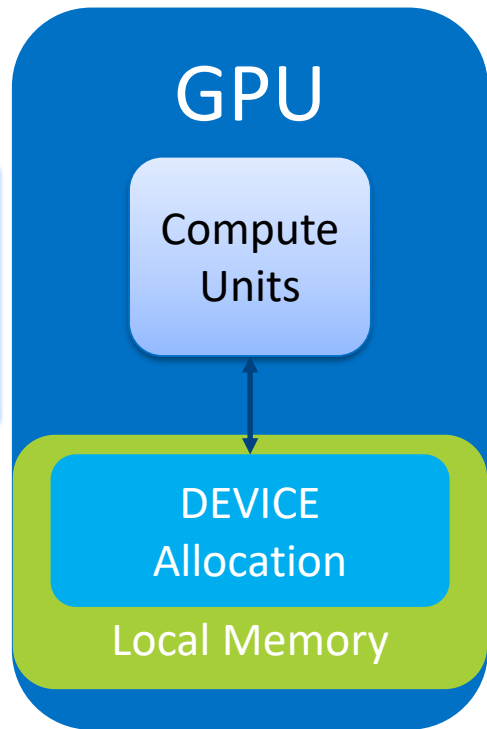 GPU
Compute
Units
DEVICE
Allocation
Local Memory